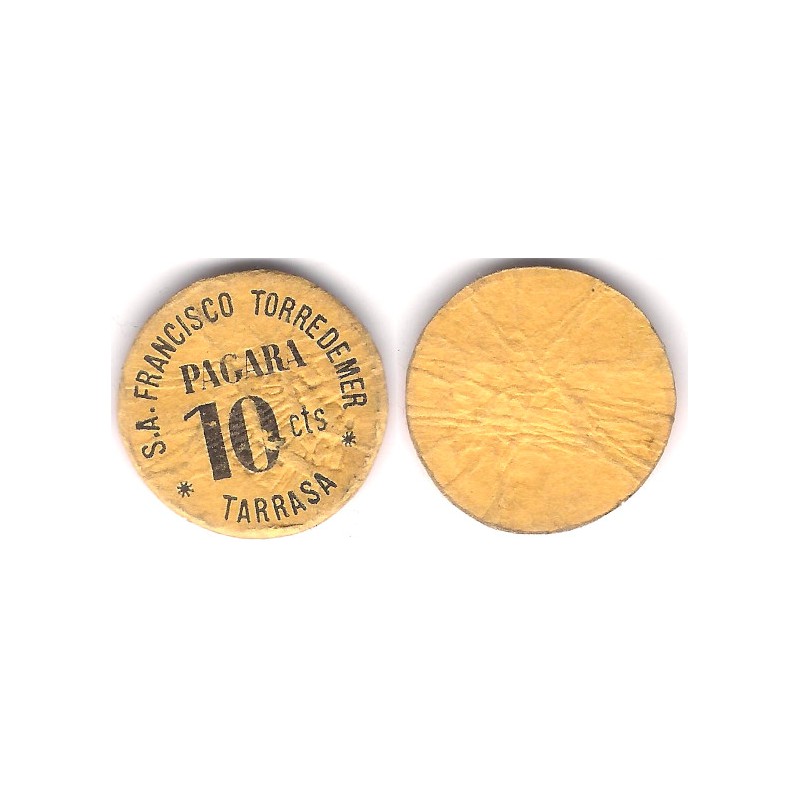 S.A. FRANCISCO TORREDEMER
PAGARA
10 cts
* TARRASA *